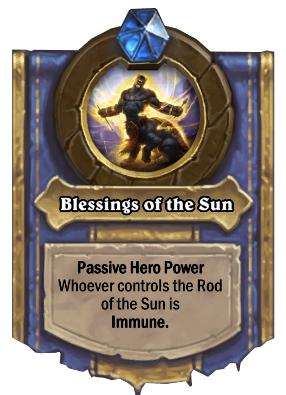 Blessings of the Sun
Passive Hero Power
Whoever controls the Rod
of the Sun is
Immune.